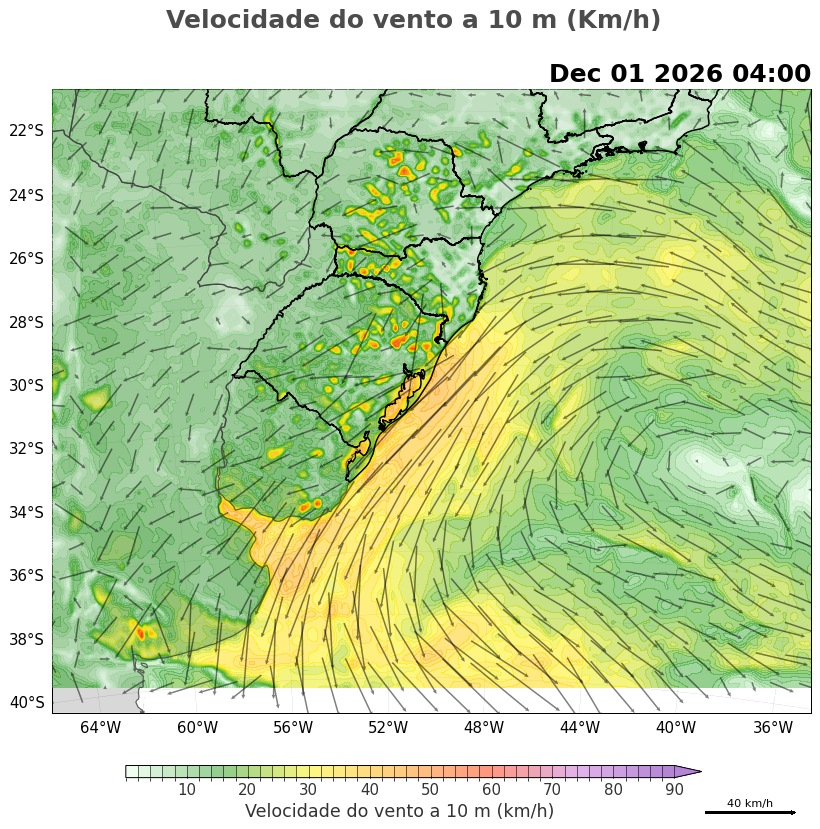 Velocidade do vento a 10 m (Km/h)
Dec 01 2026 04:00
22°S
24°S
26°S
28°S
30°S
32°S
34°S
36°S
38°S
40°S
64°W 60°W 56°W 52°W 48°W 44°W 40°W 36°W
10 20 30 40 50 60 70 80 90
Velocidade do vento a 10 m (km/h)
40 km/h